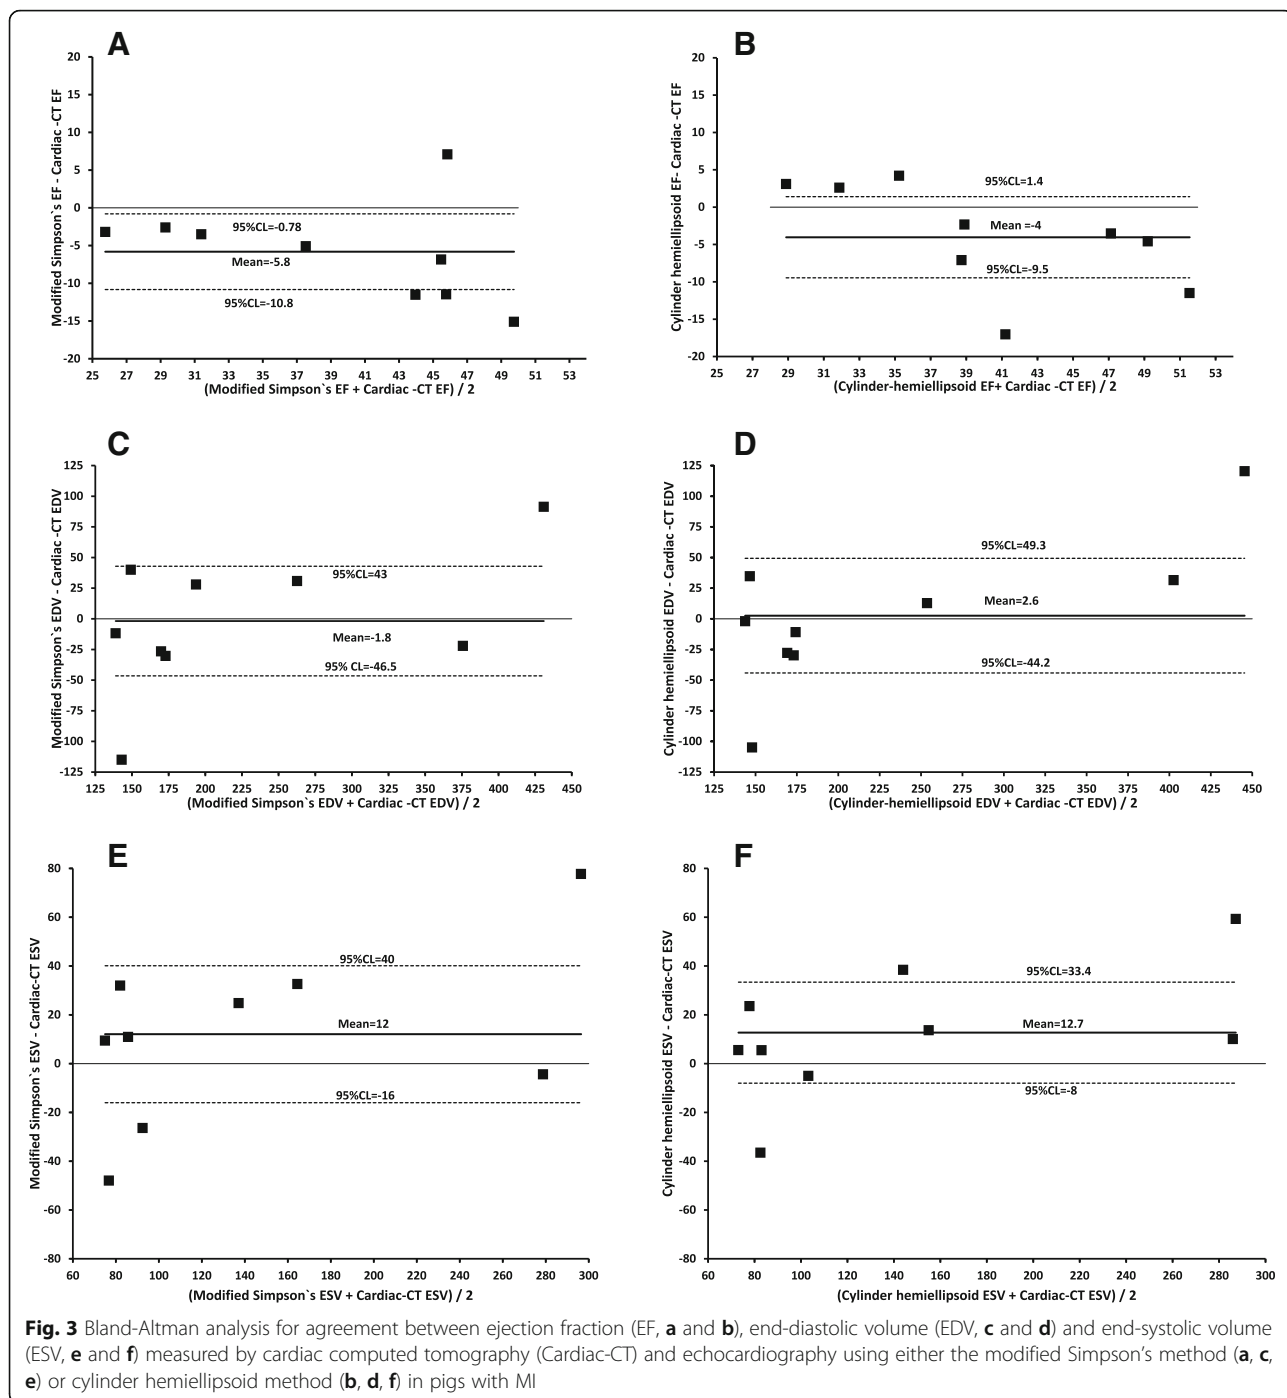 A
20
15
10
5
0
-5
-10
-15
-20
Modified Simpson`s EF - Cardiac -CT EF
95%CL=-0.78
Mean=-5.8
95%CL=-10.8
25 27 29 31 33 35 37 39 41 43 45 47 49 51 53
(Modified Simpson`s EF + Cardiac -CT EF) / 2
B
20
15
10
5
0
-5
-10
-15
-20
Cylinder hemiellipsoid EF- Cardiac -CT EF
95%CL=1.4
Mean =-4
95%CL=-9.5
25 27 29 31 33 35 37 39 41 43 45 47 49 51 53
(Cylinder-hemiellipsoid EF+ Cardiac -CT EF) / 2
C
125
100
75
50
25
0
-25
-50
-75
-100
-125
Modified Simpson`s EDV - Cardiac -CT EDV
95%CL=43
Mean=-1.8
95% CL=-46.5
125 150 175 200 225 250 275 300 325 350 375 400 425 450
(Modified Simpson`s EDV + Cardiac -CT EDV) / 2
D
125
100
75
50
25
0
-25
-50
-75
-100
-125
Cylinder hemiellipsoid EDV - Cardiac -CT EDV
95%CL=49.3
Mean=2.6
95%CL=-44.2
125 150 175 200 225 250 275 300 325 350 375 400 425 450
(Cylinder-hemiellipsoid EDV + Cardiac -CT EDV) / 2
E
80
60
40
20
0
-20
-40
-60
-80
Modified Simpson`s ESV - Cardiac-CT ESV
95%CL=40
Mean=12
95%CL=-16
60 80 100 120 140 160 180 200 220 240 260 280 300
(Modified Simpson`s ESV + Cardiac-CT ESV) / 2
F
80
60
40
20
0
-20
-40
-60
-80
Cylinder hemiellipsoid ESV - Cardiac-CT ESV
95%CL=33.4
Mean=12.7
95%CL=-8
60 80 100 120 140 160 180 200 220 240 260 280 300
(Cylinder hemiellipsoid ESV + Cardiac-CT ESV) / 2
Fig. 3 Bland-Altman analysis for agreement between ejection fraction (EF, a and b), end-diastolic volume (EDV, c and d) and end-systolic volume
(ESV, e and f) measured by cardiac computed tomography (Cardiac-CT) and echocardiography using either the modified Simpson's method (a, c,
e) or cylinder hemiellipsoid method (b, d, f) in pigs with MI